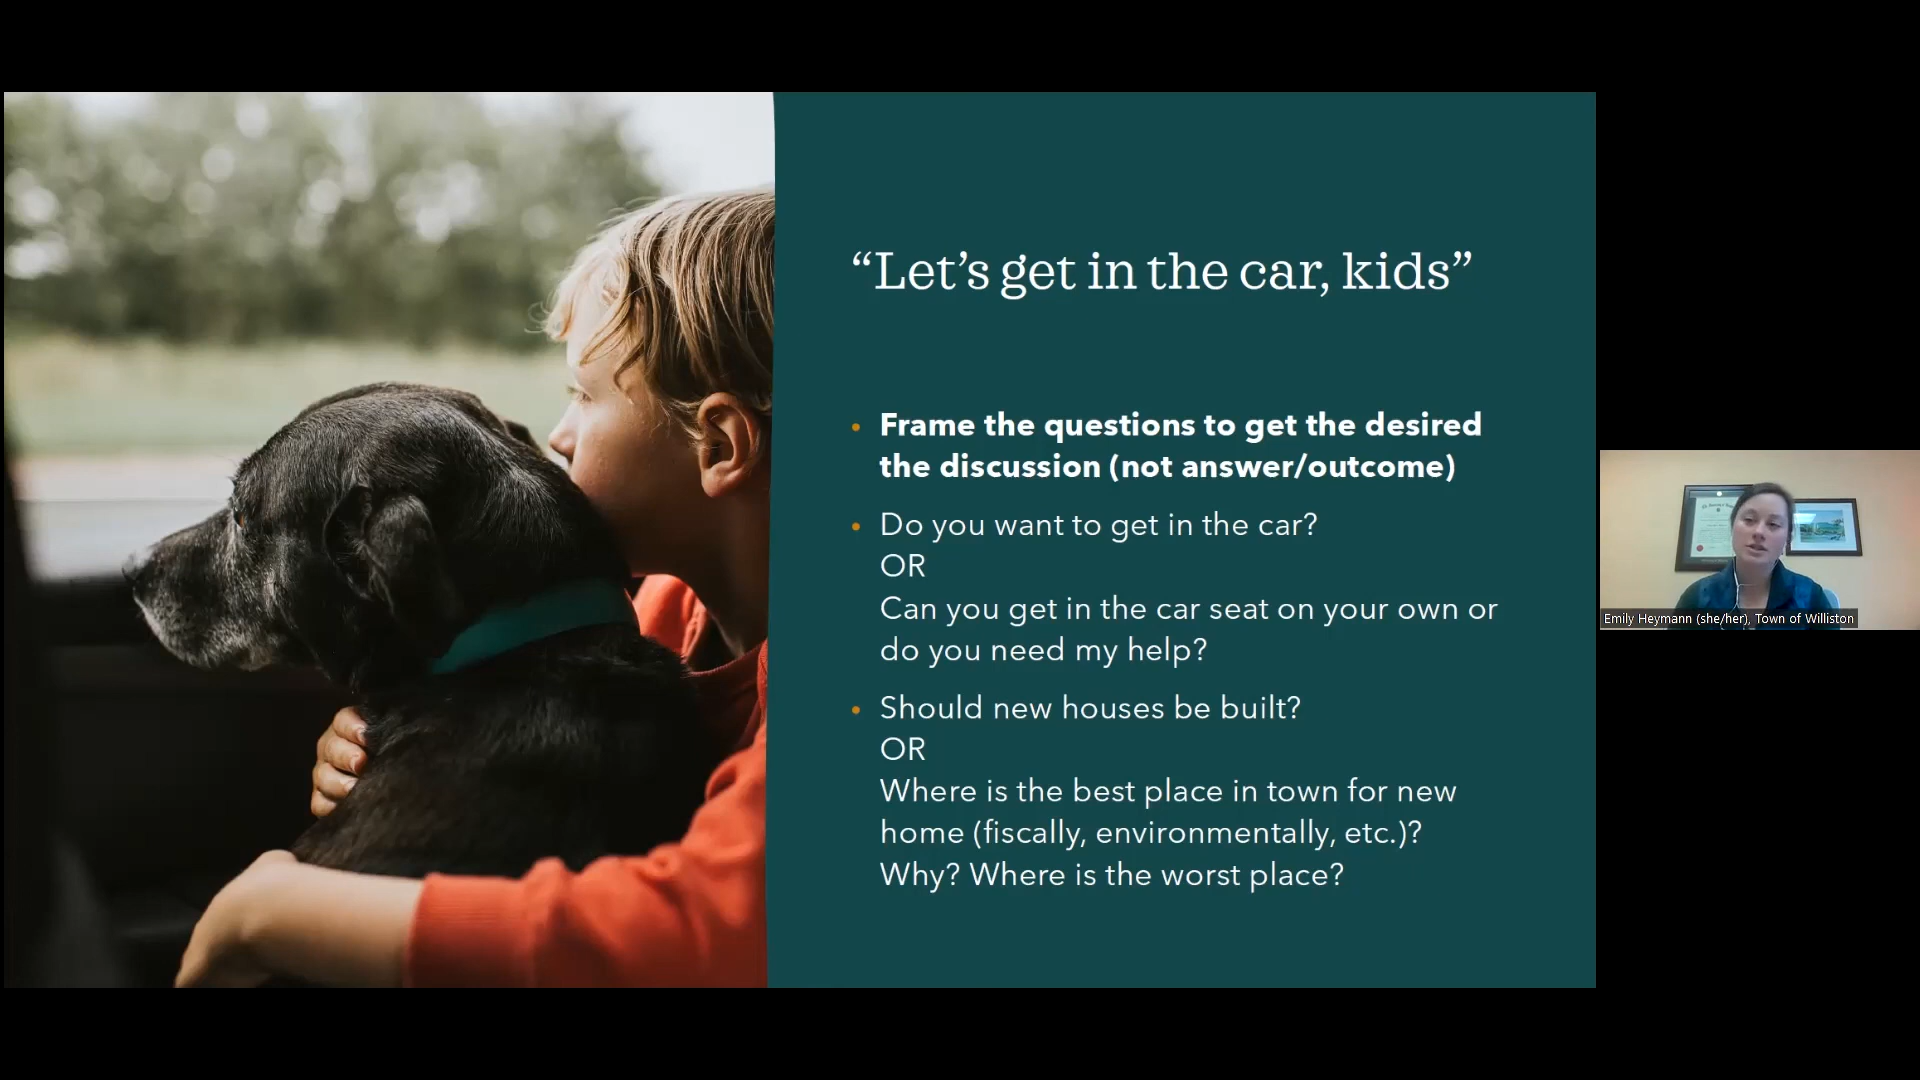 “Let’s get in the car, kids”
• Frame the questions to get the desired
the discussion (not answer/outcome)
• Do you want to get in the car?
OR
Can you get in the car seat on your own or
do you need my help?
• Should new houses be built?
OR
Where is the best place in town for new
home (fiscally, environmentally, etc.)?
Why? Where is the worst place?
Emily Heymann (she/her), Town of Williston